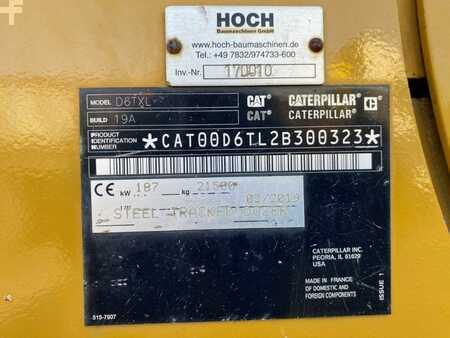 HOCH
Baumaschinen GmbH
www.hoch-baumaschinen.de
Tel.: +49 7832/974733-600
Inv.-Nr. 170010
MODEL D6TXL CAT CATERPILLAR
BUILD 19A CAT CATERPILLAR
PRODUCT IDENTIFICATION NUMBER *CAT00D6TL2B300323*
CE kW 187 kg 21500 03/2019
STEEL TRACKED DOZER
CATERPILLAR INC.
PEORIA, IL 61629
USA
MADE IN FRANCE
OF DOMESTIC AND
FOREIGN COMPONENTS
ISSUE 1
515-7907